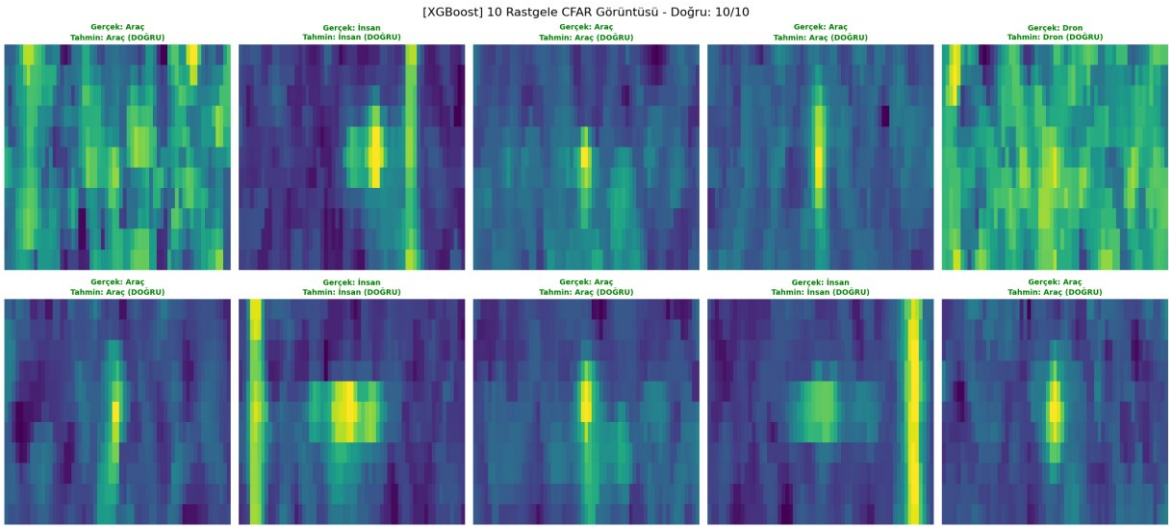 [XGBoost] 10 Rastgele CFAR Görüntüsü - Doğru: 10/10
Gerçek: Araç
Tahmin: Araç (DOĞRU)
Gerçek: İnsan
Tahmin: İnsan (DOĞRU)
Gerçek: Araç
Tahmin: Araç (DOĞRU)
Gerçek: Araç
Tahmin: Araç (DOĞRU)
Gerçek: Dron
Tahmin: Dron (DOĞRU)
Gerçek: Araç
Tahmin: Araç (DOĞRU)
Gerçek: İnsan
Tahmin: İnsan (DOĞRU)
Gerçek: Araç
Tahmin: Araç (DOĞRU)
Gerçek: İnsan
Tahmin: İnsan (DOĞRU)
Gerçek: Araç
Tahmin: Araç (DOĞRU)